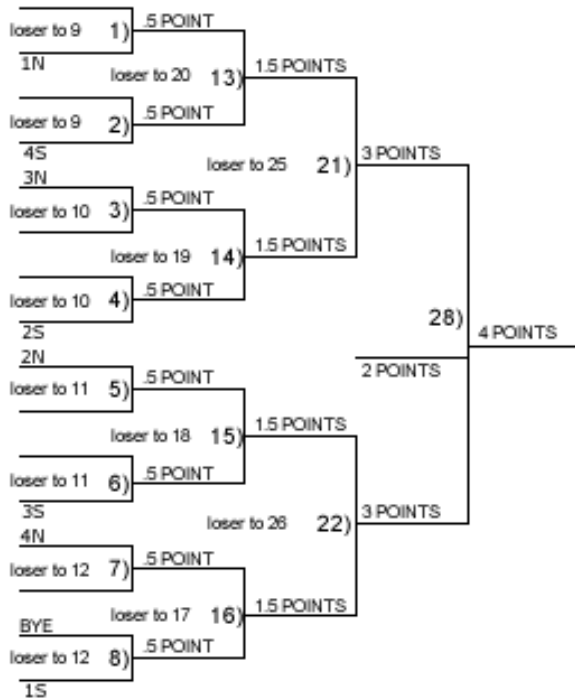 .5 POINT
loser to 9 1)
1N
1.5 POINTS
loser to 20 13)
.5 POINT
loser to 9 2)
4S
3 POINTS
loser to 25 21)
3N
.5 POINT
loser to 10 3)
1.5 POINTS
loser to 19 14)
.5 POINT
loser to 10 4)
2S
28)
4 POINTS
2 POINTS
2N
.5 POINT
loser to 11 5)
1.5 POINTS
loser to 18 15)
.5 POINT
loser to 11 6)
3S
3 POINTS
loser to 26 22)
4N
.5 POINT
loser to 12 7)
1.5 POINTS
loser to 17 16)
BYE
.5 POINT
loser to 12 8)
1S